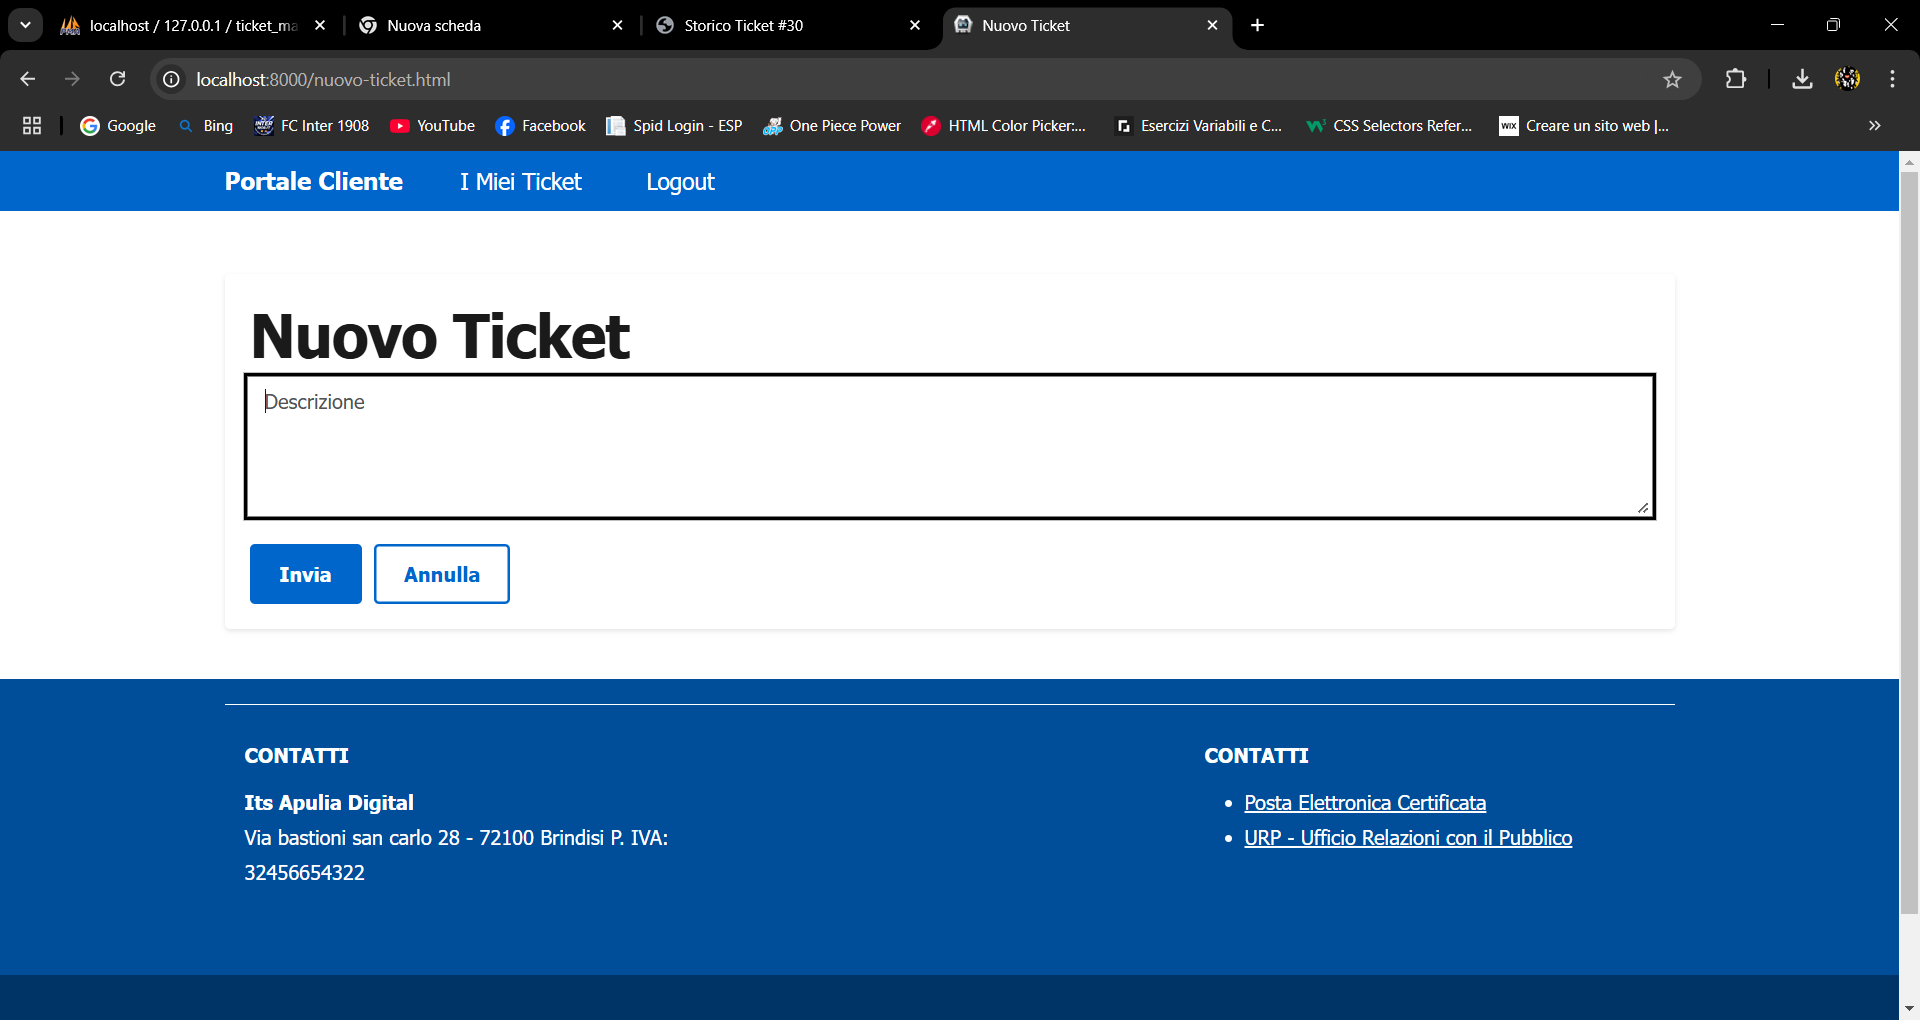 localhost / 127.0.0.1 / ticket_ma
Nuova scheda
Storico Ticket #30
Nuovo Ticket
localhost:8000/nuovo-ticket.html
Google
Bing
FC Inter 1908
YouTube
Facebook
Spid Login - ESP
One Piece Power
HTML Color Picker:...
Esercizi Variabili e C...
CSS Selectors Refer...
WIX
Creare un sito web |...
Portale Cliente
I Miei Ticket
Logout
Nuovo Ticket
Descrizione
Invia
Annulla
CONTATTI
Its Apulia Digital
Via bastioni san carlo 28 - 72100 Brindisi P. IVA:
32456654322
CONTATTI
Posta Elettronica Certificata
URP - Ufficio Relazioni con il Pubblico